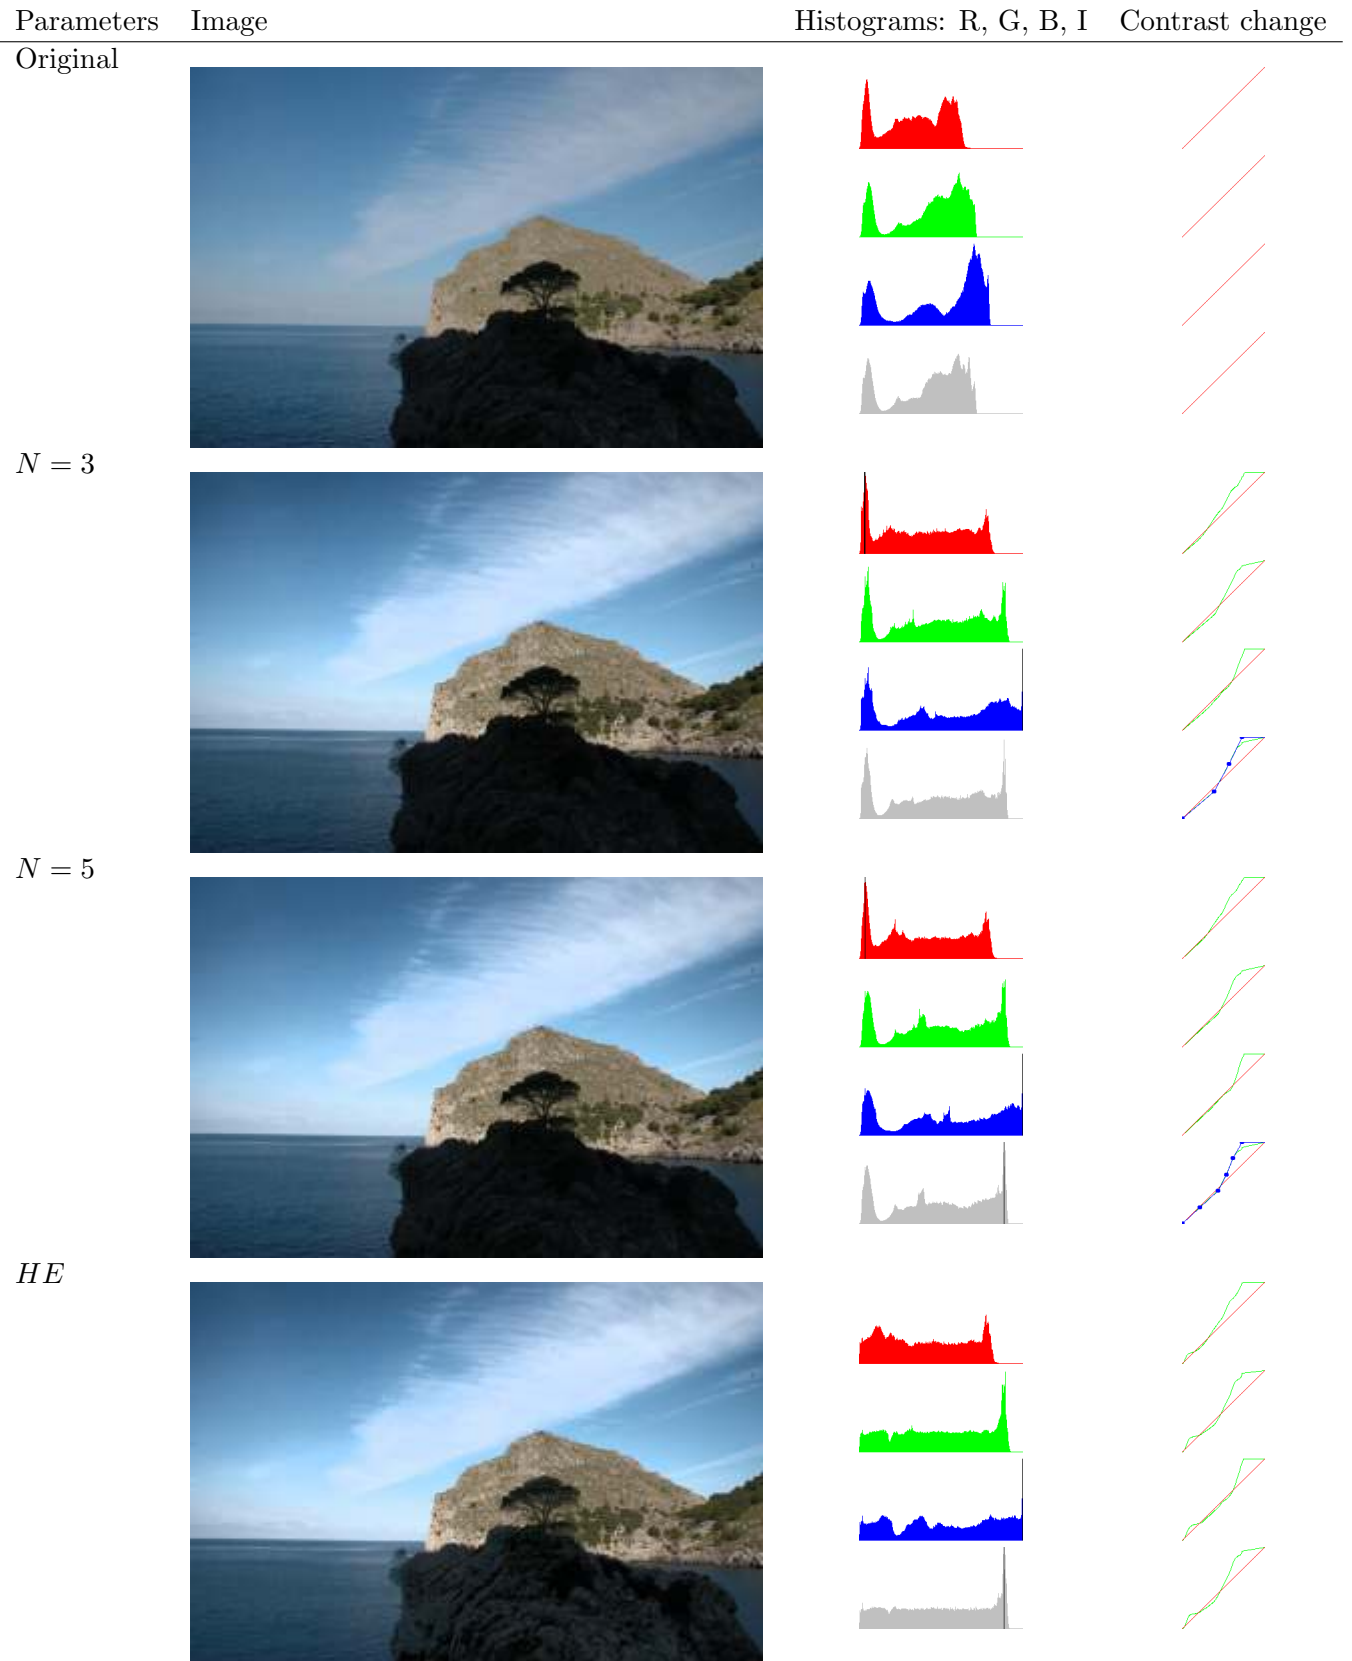 Parameters Image Histograms: R, G, B, I Contrast change
Original
N = 3
N = 5
HE